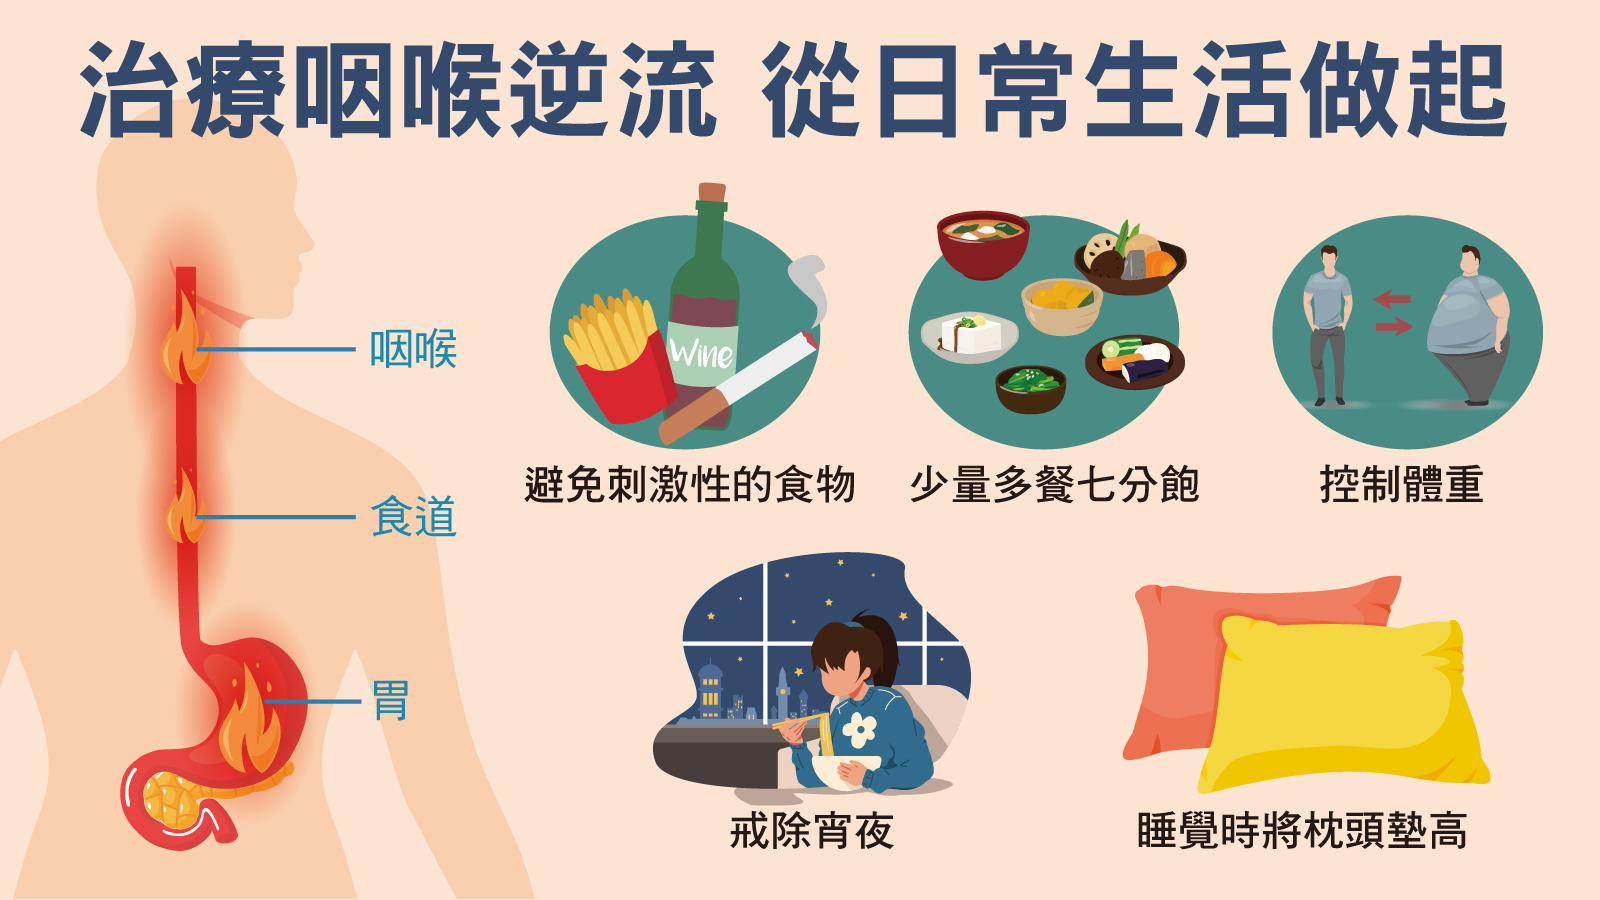 治療咽喉逆流 從日常生活做起
咽喉
食道
胃
Wine
避免刺激性的食物
少量多餐七分飽
控制體重
戒除宵夜
睡覺時將枕頭墊高